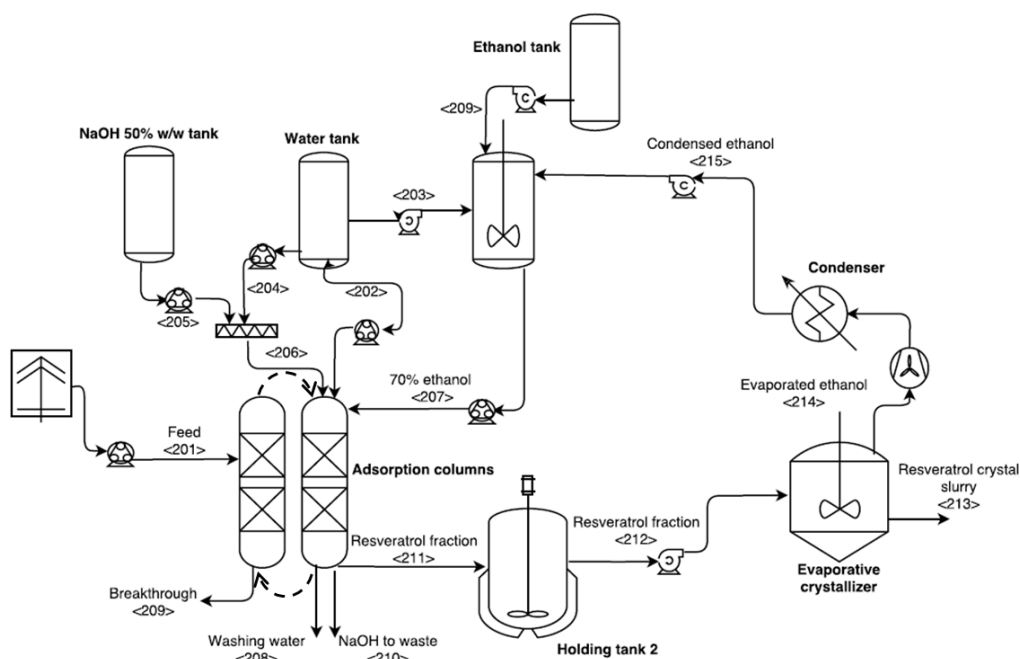 Ethanol tank
<209>
NaOH 50% w/w tank
Water tank
Condensed ethanol
<215>
<203>
<204>
<202>
<205>
<206>
Condenser
70% ethanol
<207>
Evaporated ethanol
<214>
Feed
<201>
Adsorption columns
Resveratrol crystal
slurry
<213>
Resveratrol fraction
<211>
Resveratrol fraction
<212>
Evaporative
crystallizer
Breakthrough
<209>
Washing water
<208>
NaOH to waste
<210>
Holding tank 2
C
C
C
C